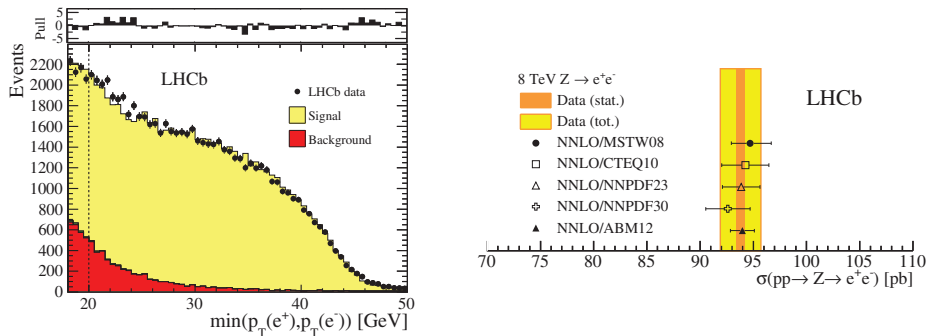 Pull
5
0
-5
Events
2200
2000
1800
1600
1400
1200
1000
800
600
400
200
0
LHCb
LHCb data
Signal
Background
20 30 40 50
min(p_T(e⁺),p_T(e⁻)) [GeV]
8 TeV Z → e⁺e⁻
LHCb
Data (stat.)
Data (tot.)
NNLO/MSTW08
NNLO/CTEQ10
NNLO/NNPDF23
NNLO/NNPDF30
NNLO/ABM12
70 75 80 85 90 95 100 105 110
σ(pp→ Z→ e⁺e⁻) [pb]